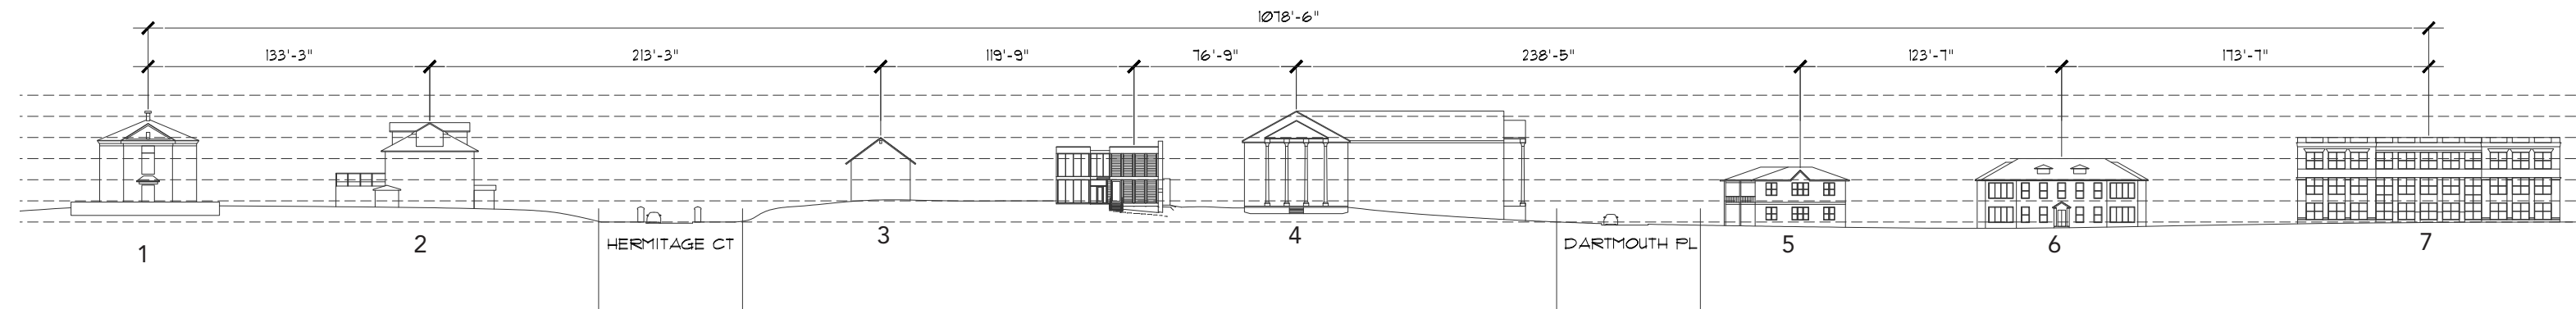 1078'-6"
133'-3" 213'-3" 119'-9" 76'-9" 238'-5" 123'-7" 173'-7"
HERMITAGE CT DARTMOUTH PL
1 2 3 4 5 6 7